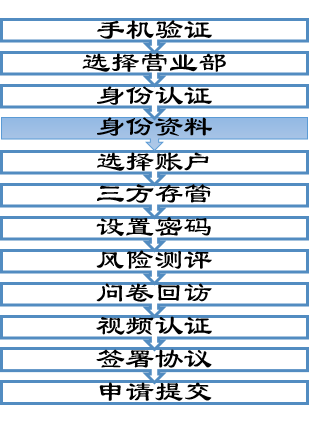 手机验证
选择营业部
身份认证
身份资料
选择账户
三方存管
设置密码
风险测评
问卷回访
视频认证
签署协议
申请提交